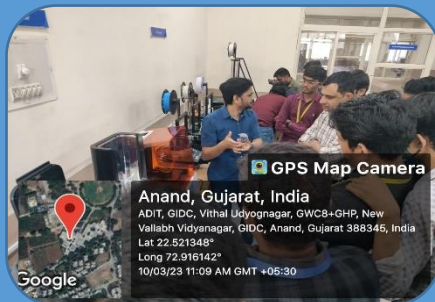 GPS Map Camera
Anand, Gujarat, India
ADIT, GIDC, Vithal Udyognagar, GWC8+GHP, New
Vallabh Vidyanagar, GIDC, Anand, Gujarat 388345, India
Lat 22.521348°
Long 72.916142°
10/03/23 11:09 AM GMT +05:30
Google